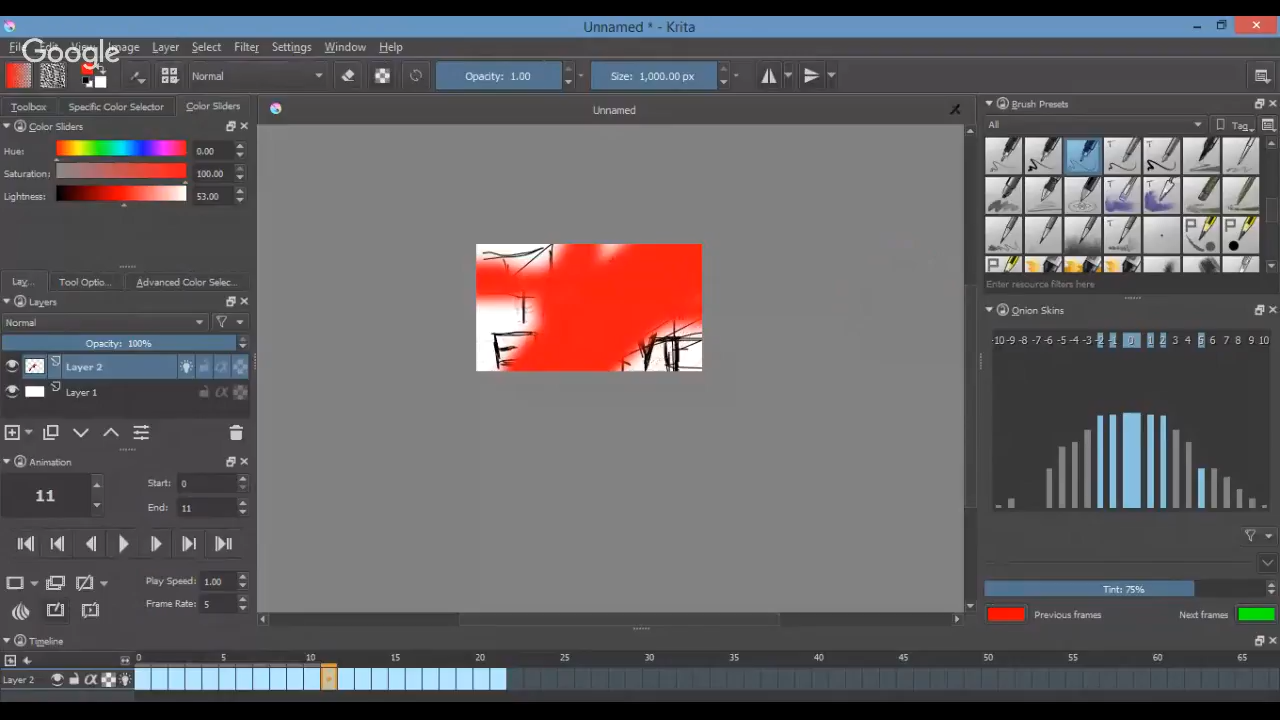 Unnamed * - Krita
File Edit View Image Layer Select Filter Settings Window Help
Google
Normal Opacity: 1.00 Size: 1,000.00 px
Toolbox Specific Color Selector Color Sliders
Unnamed
Brush Presets
Color Sliders
All Tag
Hue: 0.00
Saturation: 100.00
Lightness: 53.00
Lay... Tool Optio... Advanced Color Selec...
Enter resource filters here
Layers
Onion Skins
Normal
-10 -9 -8 -7 -6 -5 -4 -3 -2 -1 0 1 2 3 4 5 6 7 8 9 10
Opacity: 100%
Layer 2
Layer 1
Animation
11 Start: 0
End: 11
Play Speed: 1.00
Frame Rate: 5
Tint: 75%
Previous frames Next frames
Timeline
0 5 10 15 20 25 30 35 40 45 50 55 60 65
Layer 2